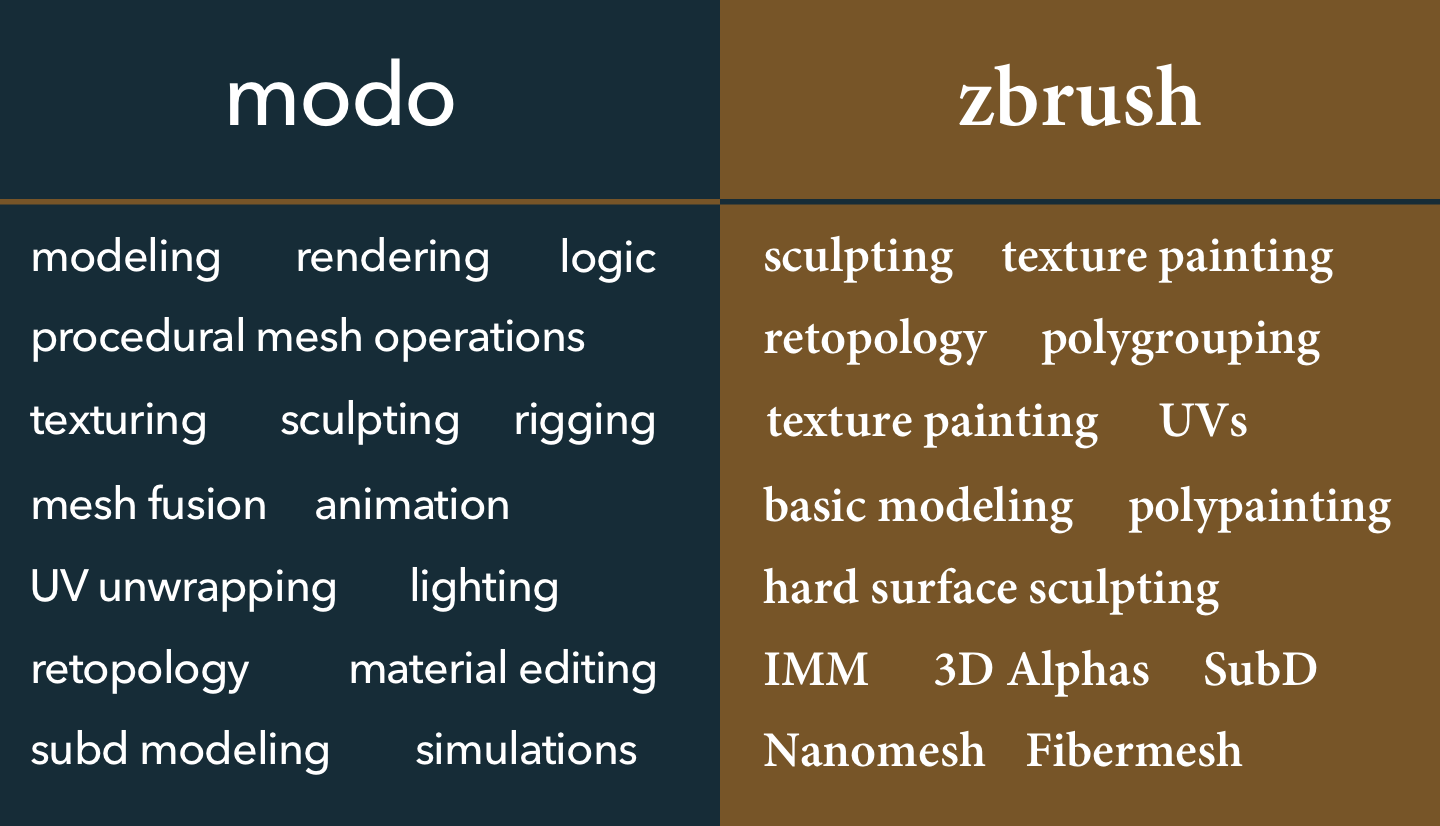 modo
modeling rendering logic
procedural mesh operations
texturing sculpting rigging
mesh fusion animation
UV unwrapping lighting
retopology material editing
subd modeling simulations
zbrush
sculpting texture painting
retopology polygrouping
texture painting UVs
basic modeling polypainting
hard surface sculpting
IMM 3D Alphas SubD
Nanomesh Fibermesh